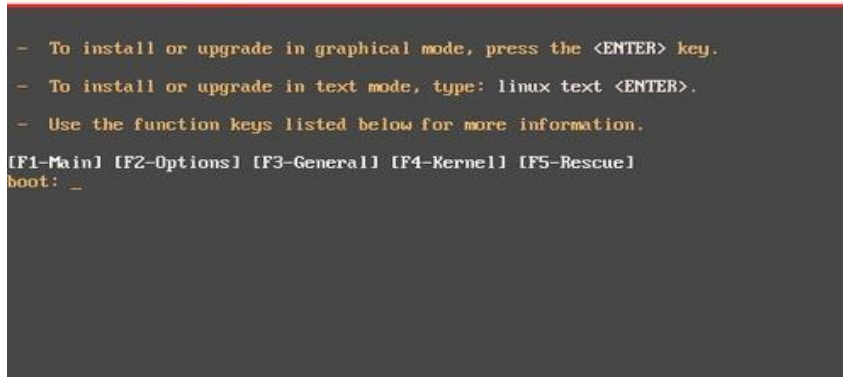 - To install or upgrade in graphical mode, press the <ENTER> key.
- To install or upgrade in text mode, type: linux text <ENTER>.
- Use the function keys listed below for more information.
[F1-Main] [F2-Options] [F3-General] [F4-Kernel] [F5-Rescue]
boot: _